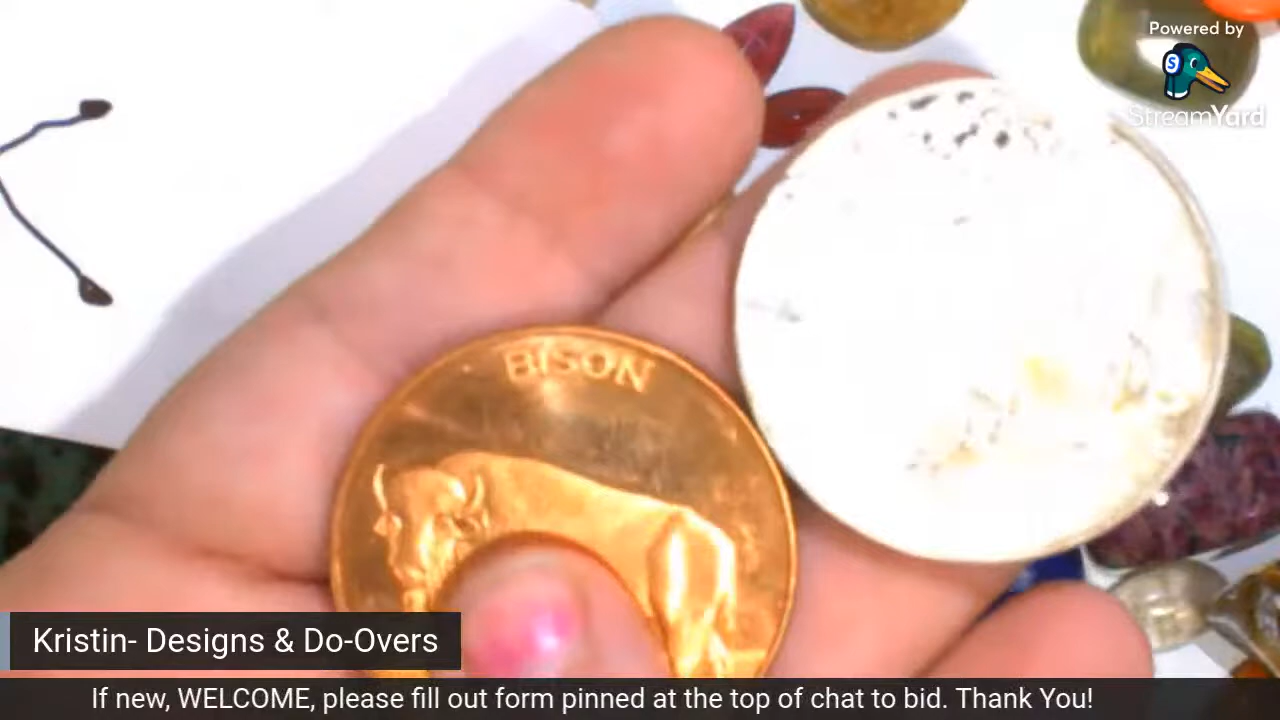 Powered by
StreamYard
BISON
Kristin- Designs & Do-Overs
If new, WELCOME, please fill out form pinned at the top of chat to bid. Thank You!